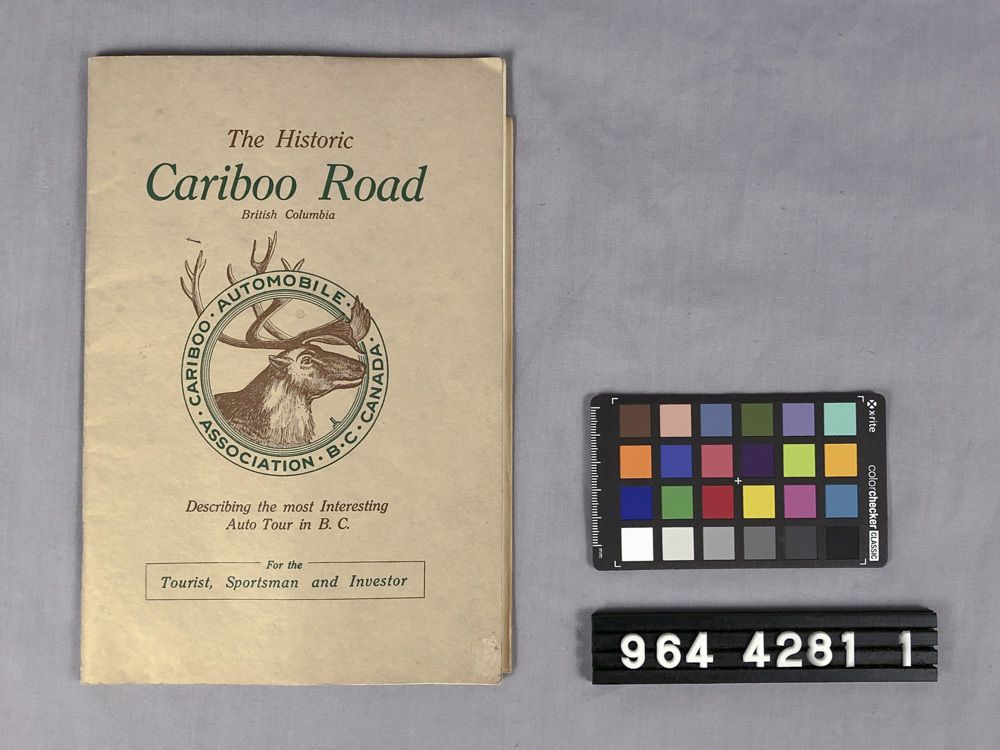 The Historic
Cariboo Road
British Columbia
· CARIBOO · AUTOMOBILE ·
ASSOCIATION · B·C· CANADA·
Describing the most Interesting
Auto Tour in B. C.
For the
Tourist, Sportsman and Investor
x-rite
colorchecker CLASSIC
mm
964 4281 1